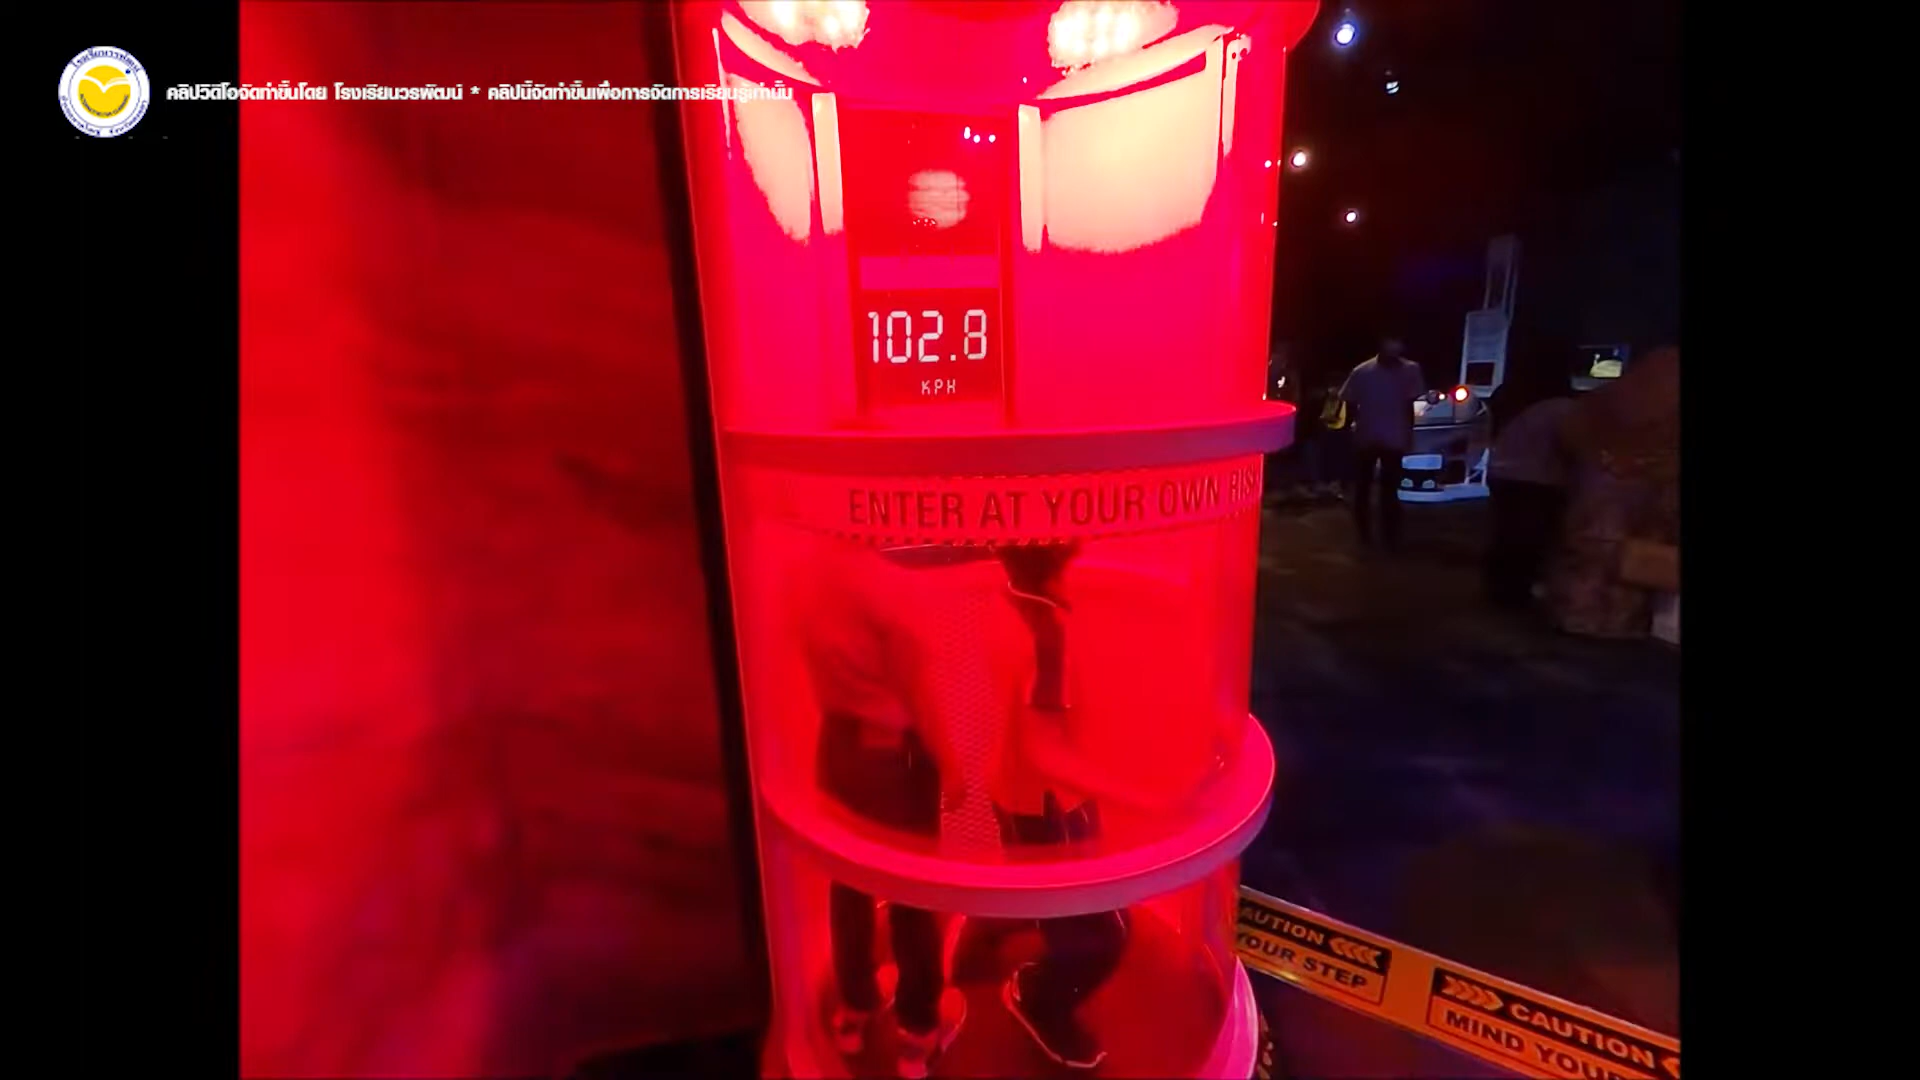 คลิปวิดิโอจัดทำขึ้นโดย โรงเรียนวรพัฒน์ * คลิปนี้จัดทำขึ้นเพื่อการจัดการเรียนรู้เท่านั้น
102.8
KPH
ENTER AT YOUR OWN RISK
CAUTION
YOUR STEP
CAUTION
MIND YOUR